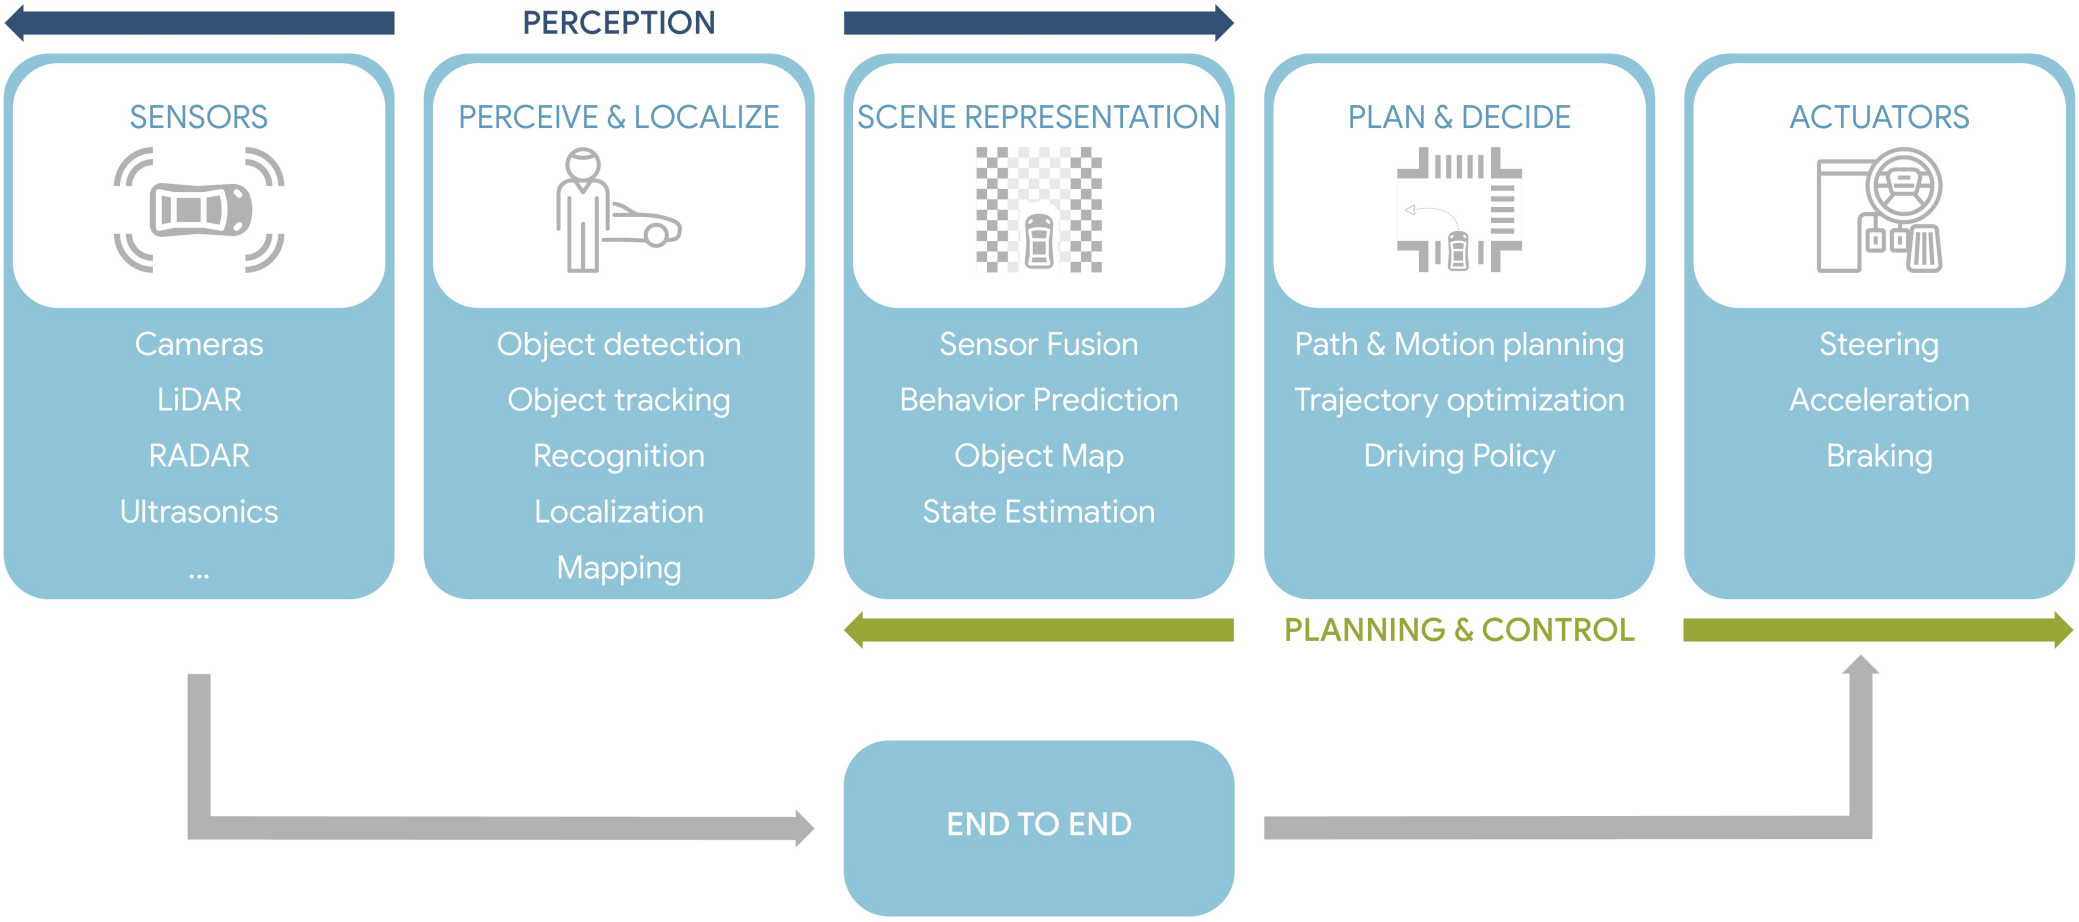 PERCEPTION
SENSORS
Cameras
LiDAR
RADAR
Ultrasonics
...
PERCEIVE & LOCALIZE
Object detection
Object tracking
Recognition
Localization
Mapping
SCENE REPRESENTATION
Sensor Fusion
Behavior Prediction
Object Map
State Estimation
PLAN & DECIDE
Path & Motion planning
Trajectory optimization
Driving Policy
ACTUATORS
Steering
Acceleration
Braking
PLANNING & CONTROL
END TO END